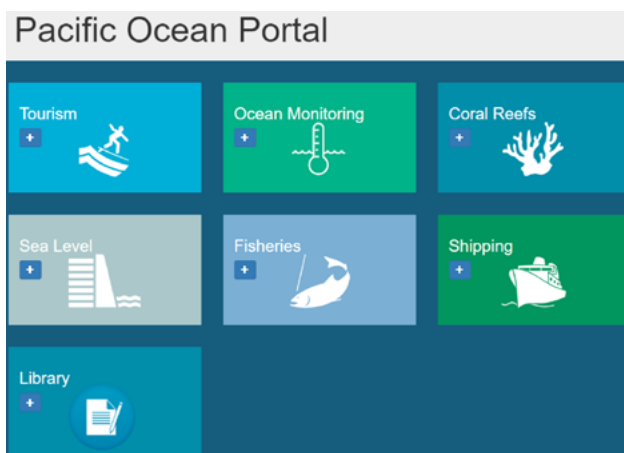 Pacific Ocean Portal
Tourism
+
Ocean Monitoring
+
Coral Reefs
+
Sea Level
+
Fisheries
+
Shipping
+
Library
+